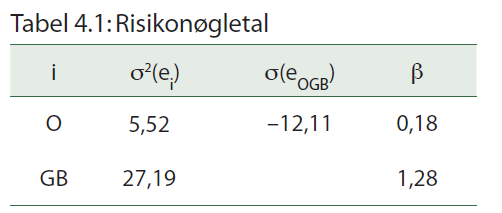 Tabel 4.1: Risikonøgletal
i σ²(eᵢ) σ(e_OGB) β
O 5,52 –12,11 0,18
GB 27,19 1,28